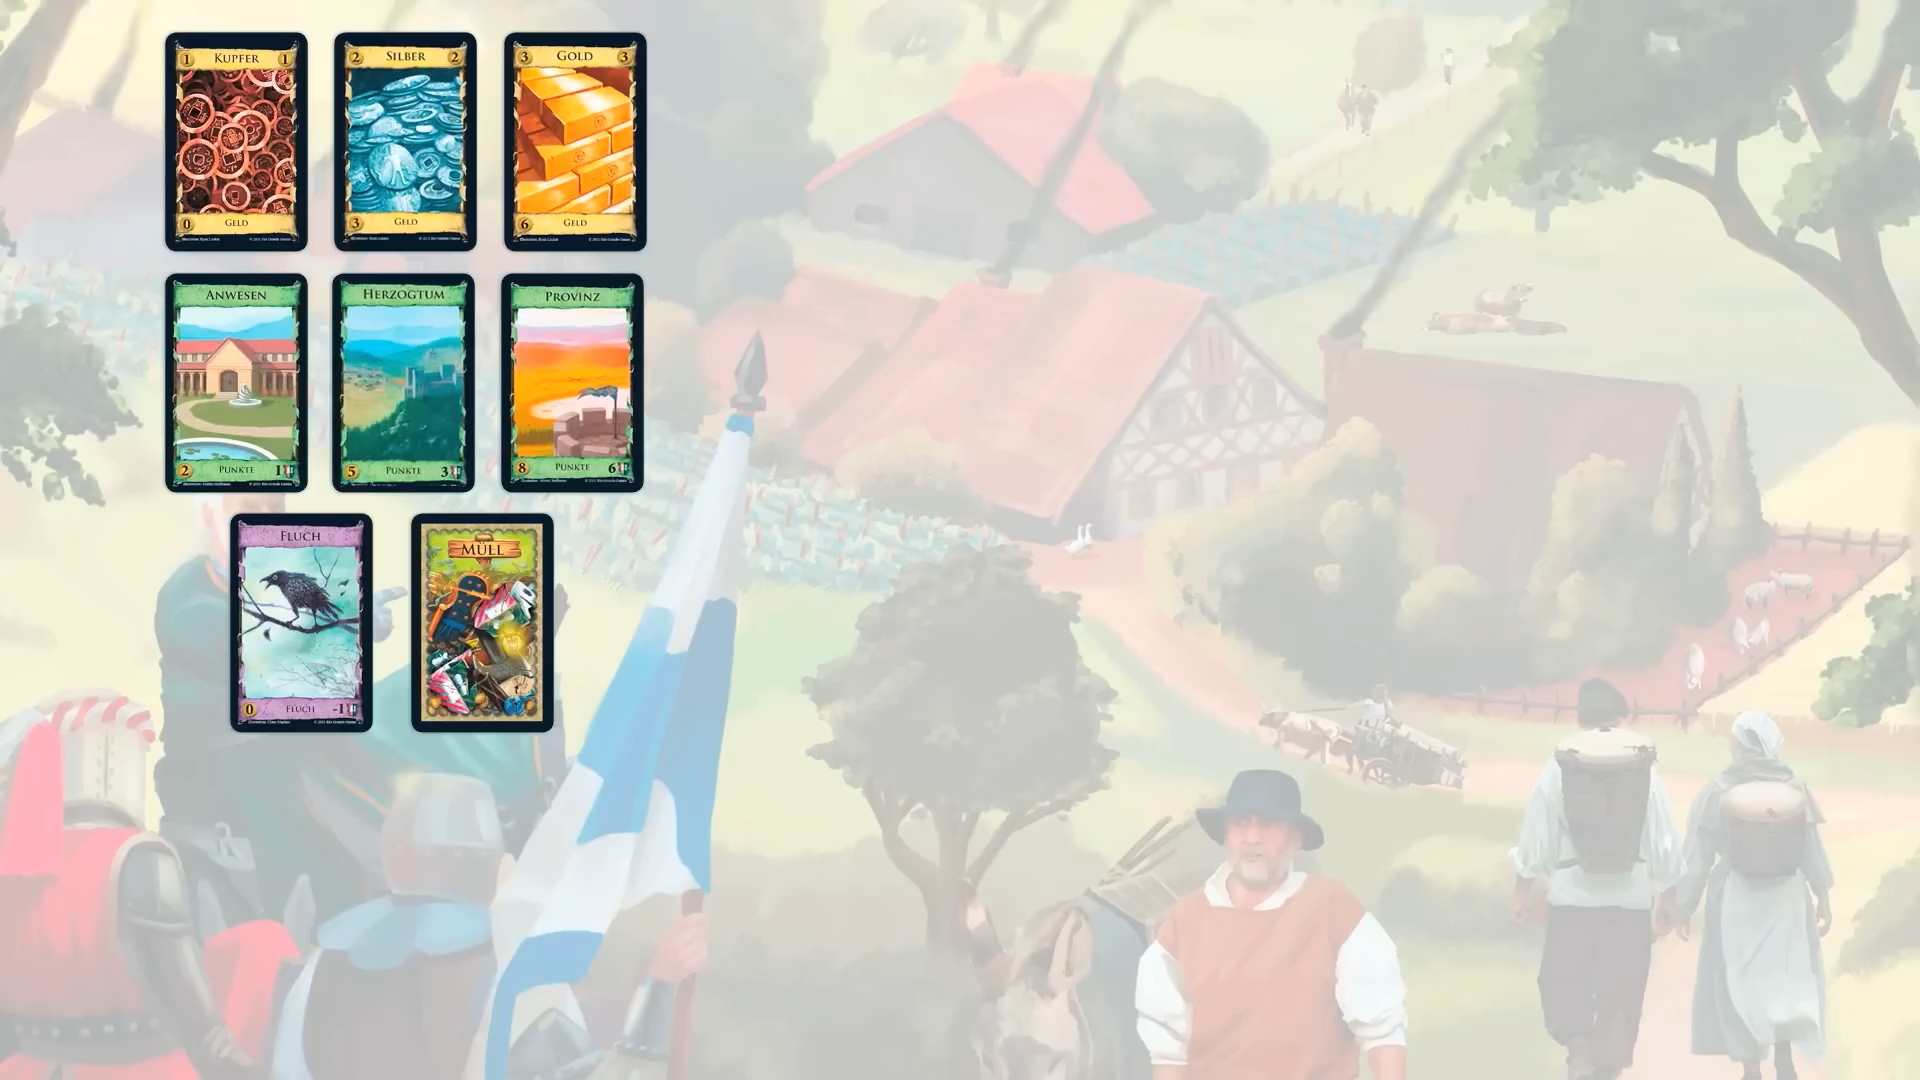 1 KUPFER 1
0 GELD
2 SILBER 2
3 GELD
3 GOLD 3
6 GELD
ANWESEN
2 PUNKTE 1
HERZOGTUM
5 PUNKTE 3
PROVINZ
8 PUNKTE 6
FLUCH
0 FLUCH -1
MÜLL